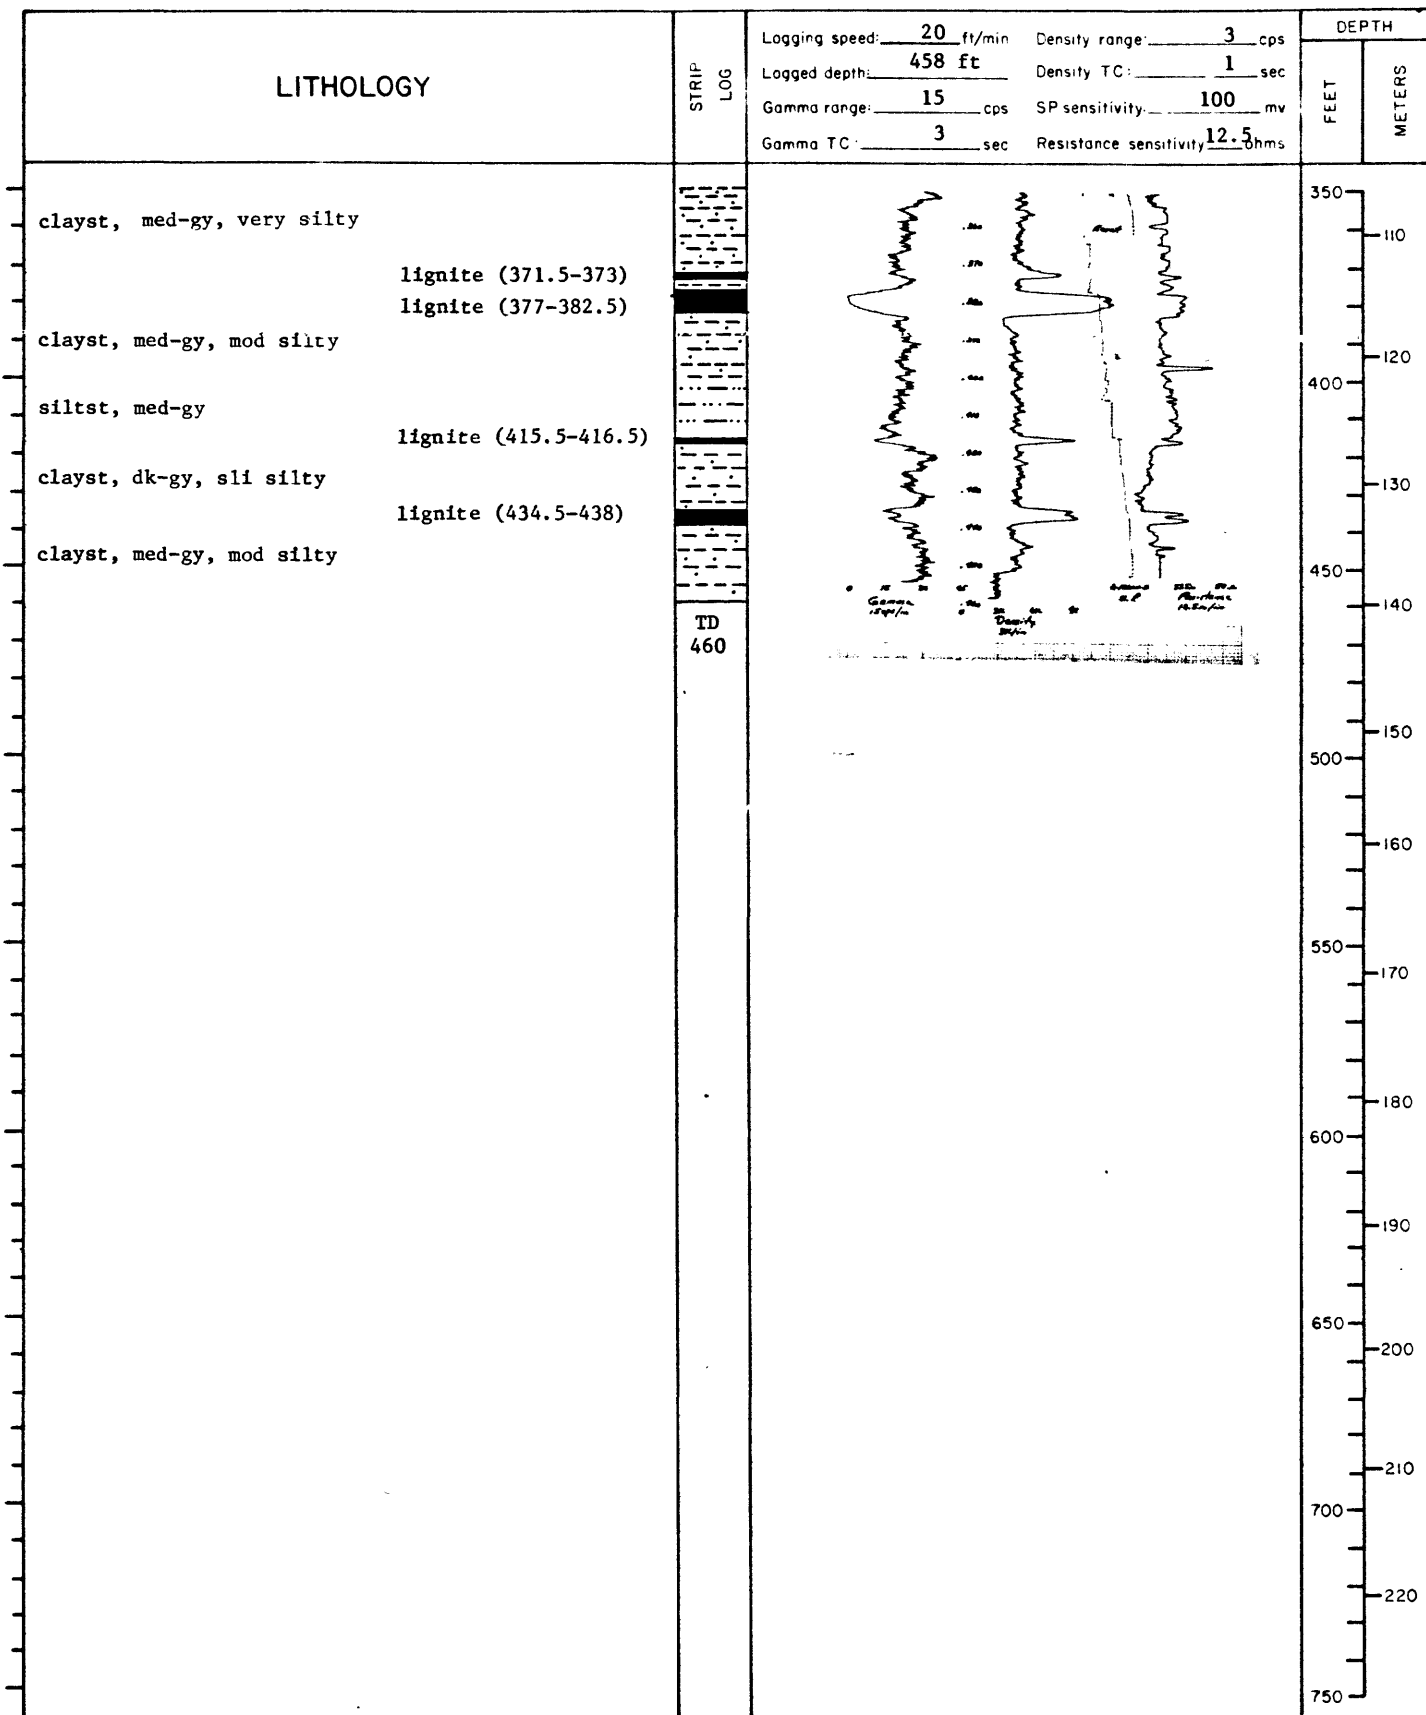 LITHOLOGY
STRIP LOG
Logging speed: 20 ft/min
Logged depth: 458 ft
Gamma range: 15 cps
Gamma TC: 3 sec
Density range: 3 cps
Density TC: 1 sec
SP sensitivity: 100 mv
Resistance sensitivity 12.5 ohms
DEPTH
FEET
METERS
clayst, med-gy, very silty
lignite (371.5-373)
lignite (377-382.5)
clayst, med-gy, mod silty
siltst, med-gy
lignite (415.5-416.5)
clayst, dk-gy, sli silty
lignite (434.5-438)
clayst, med-gy, mod silty
TD
460
Gamma
Density
Resistance
350
400
450
500
550
600
650
700
750
110
120
130
140
150
160
170
180
190
200
210
220